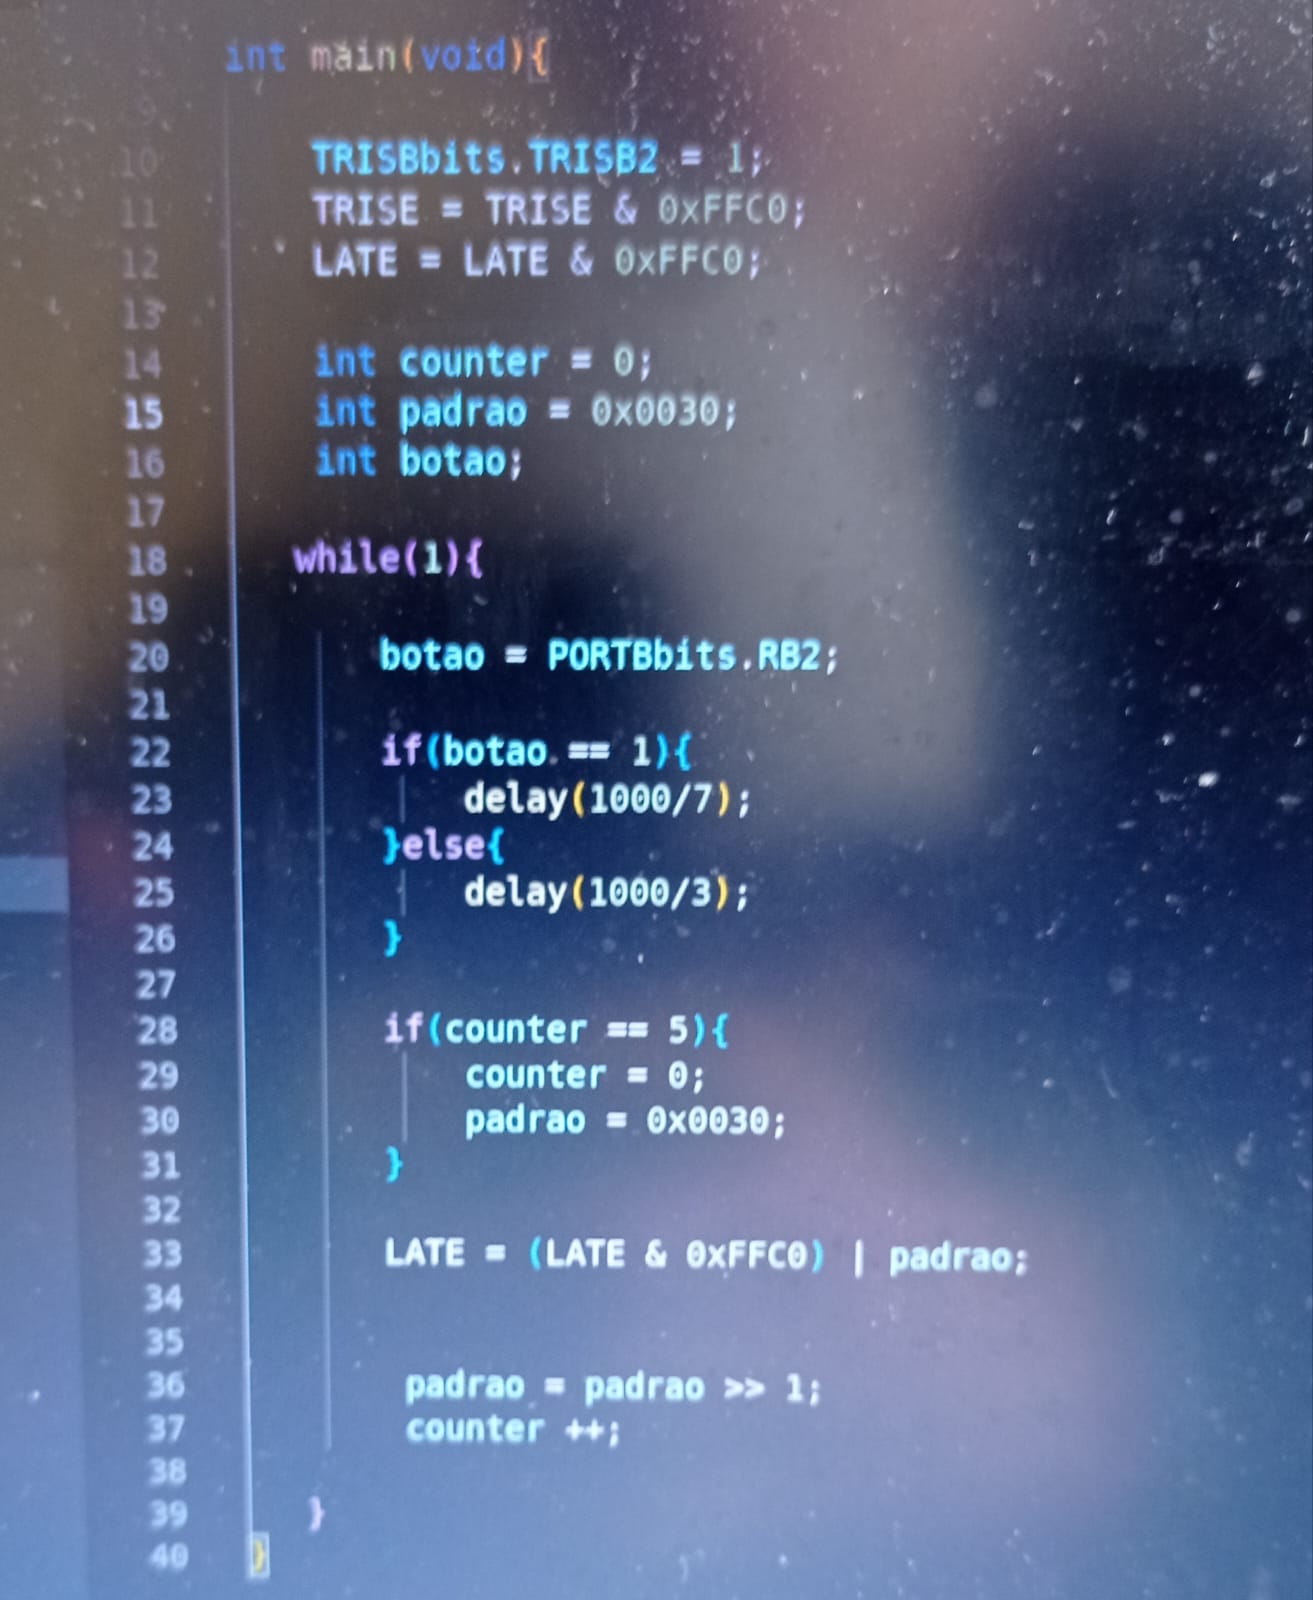 int main(void){
9
10 TRISBbits.TRISB2 = 1;
11 TRISE = TRISE & 0xFFC0;
12 LATE = LATE & 0xFFC0;
13
14 int counter = 0;
15 int padrao = 0x0030;
16 int botao;
17
18 while(1){
19
20 botao = PORTBbits.RB2;
21
22 if(botao == 1){
23 delay(1000/7);
24 }else{
25 delay(1000/3);
26 }
27
28 if(counter == 5){
29 counter = 0;
30 padrao = 0x0030;
31 }
32
33 LATE = (LATE & 0xFFC0) | padrao;
34
35
36 padrao = padrao >> 1;
37 counter ++;
38
39 }
40 }